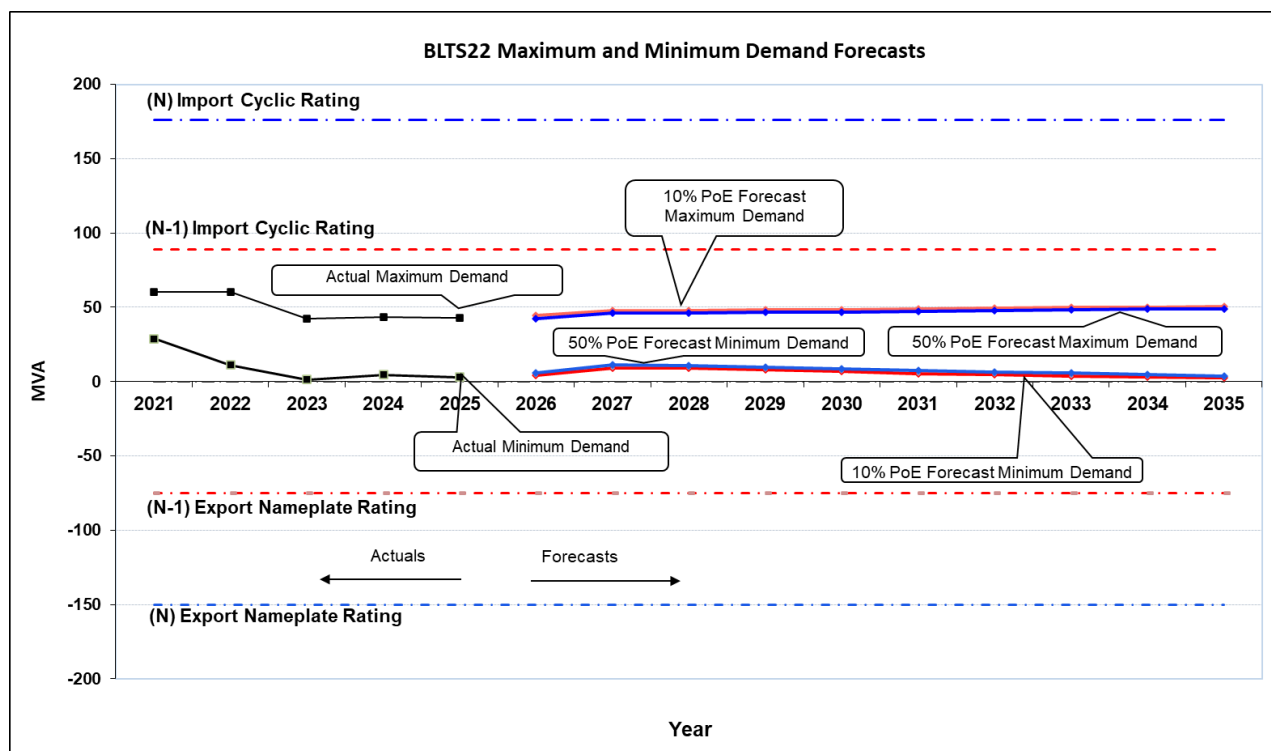 BLTS22 Maximum and Minimum Demand Forecasts
200
(N) Import Cyclic Rating
150
10% PoE Forecast
Maximum Demand
(N-1) Import Cyclic Rating
100
Actual Maximum Demand
50
50% PoE Forecast Minimum Demand
50% PoE Forecast Maximum Demand
0
2021 2022 2023 2024 2025 2026 2027 2028 2029 2030 2031 2032 2033 2034 2035
MVA
Actual Minimum Demand
10% PoE Forecast Minimum Demand
-50
(N-1) Export Nameplate Rating
-100
Actuals
Forecasts
-150
(N) Export Nameplate Rating
-200
Year